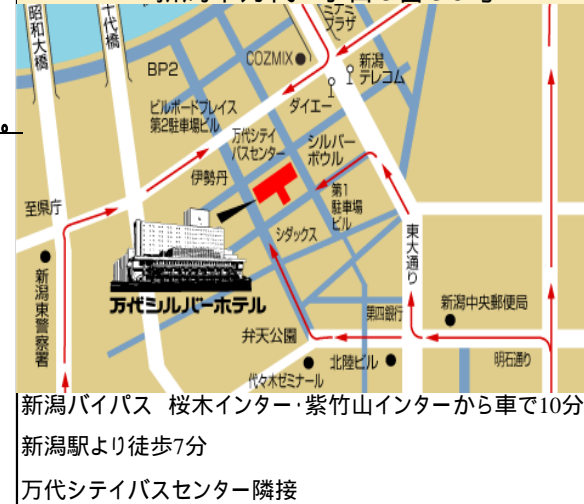 昭和大橋
八千代橋
ミナミ
プラザ
COZMIX
BP2
新潟
テレコム
ダイエー
ビルボードプレイス
第2駐車場ビル
万代シテイ
バスセンター
シルバー
ボウル
伊勢丹
第1
駐車場
ビル
至県庁
シダックス
東大通り
万代シルバーホテル
新潟東警察署
第四銀行
新潟中央郵便局
弁天公園
北陸ビル
明石通り
代々木ゼミナール
。
新潟バイパス 桜木インター・紫竹山インターから車で10分
新潟駅より徒歩7分
万代シテイバスセンター隣接